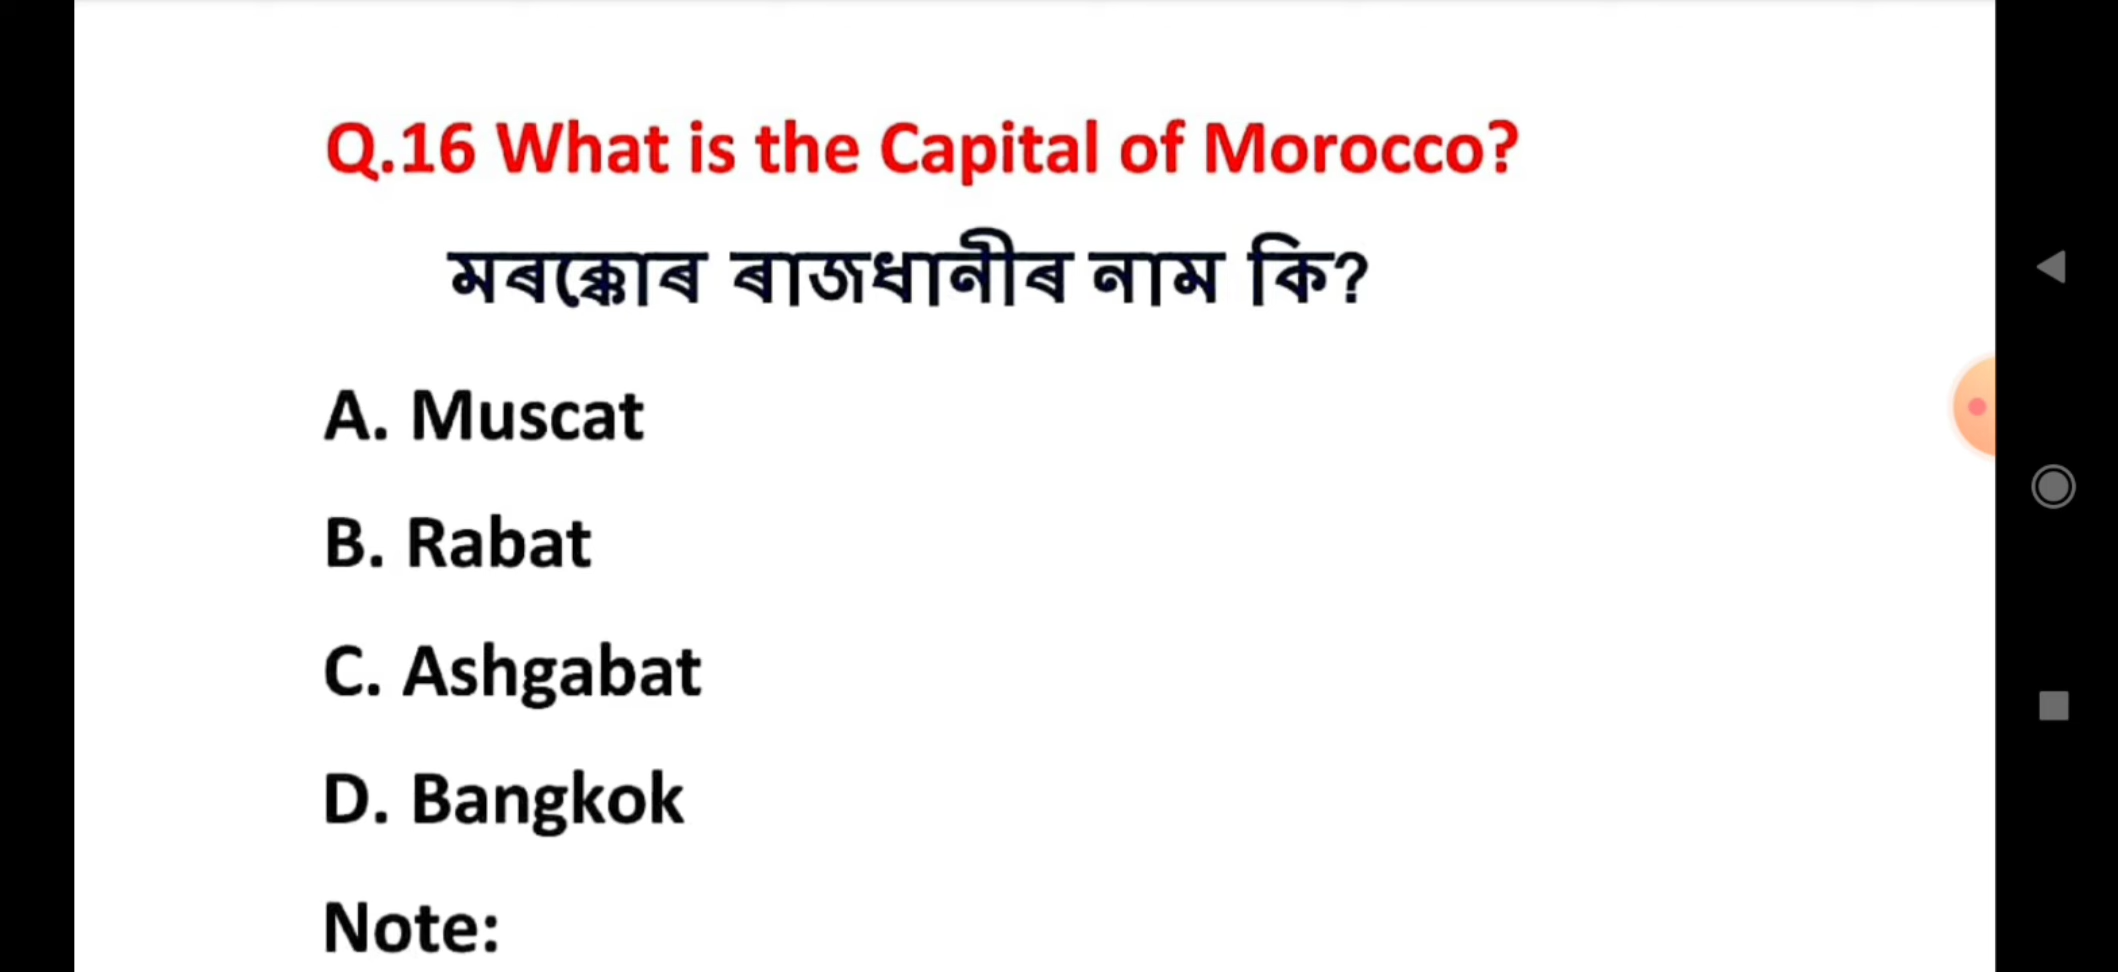 Q.16 What is the Capital of Morocco?
মৰক্কোৰ ৰাজধানীৰ নাম কি?
A. Muscat
B. Rabat
C. Ashgabat
D. Bangkok
Note: